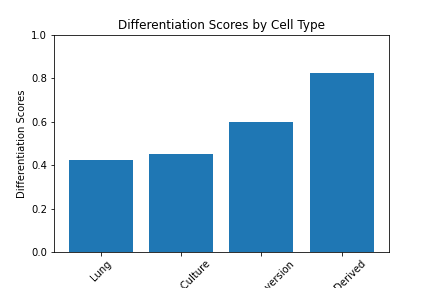 Differentiation Scores by Cell Type
Differentiation Scores
1.0
0.8
0.6
0.4
0.2
0.0
Lung
Culture
version
Derived